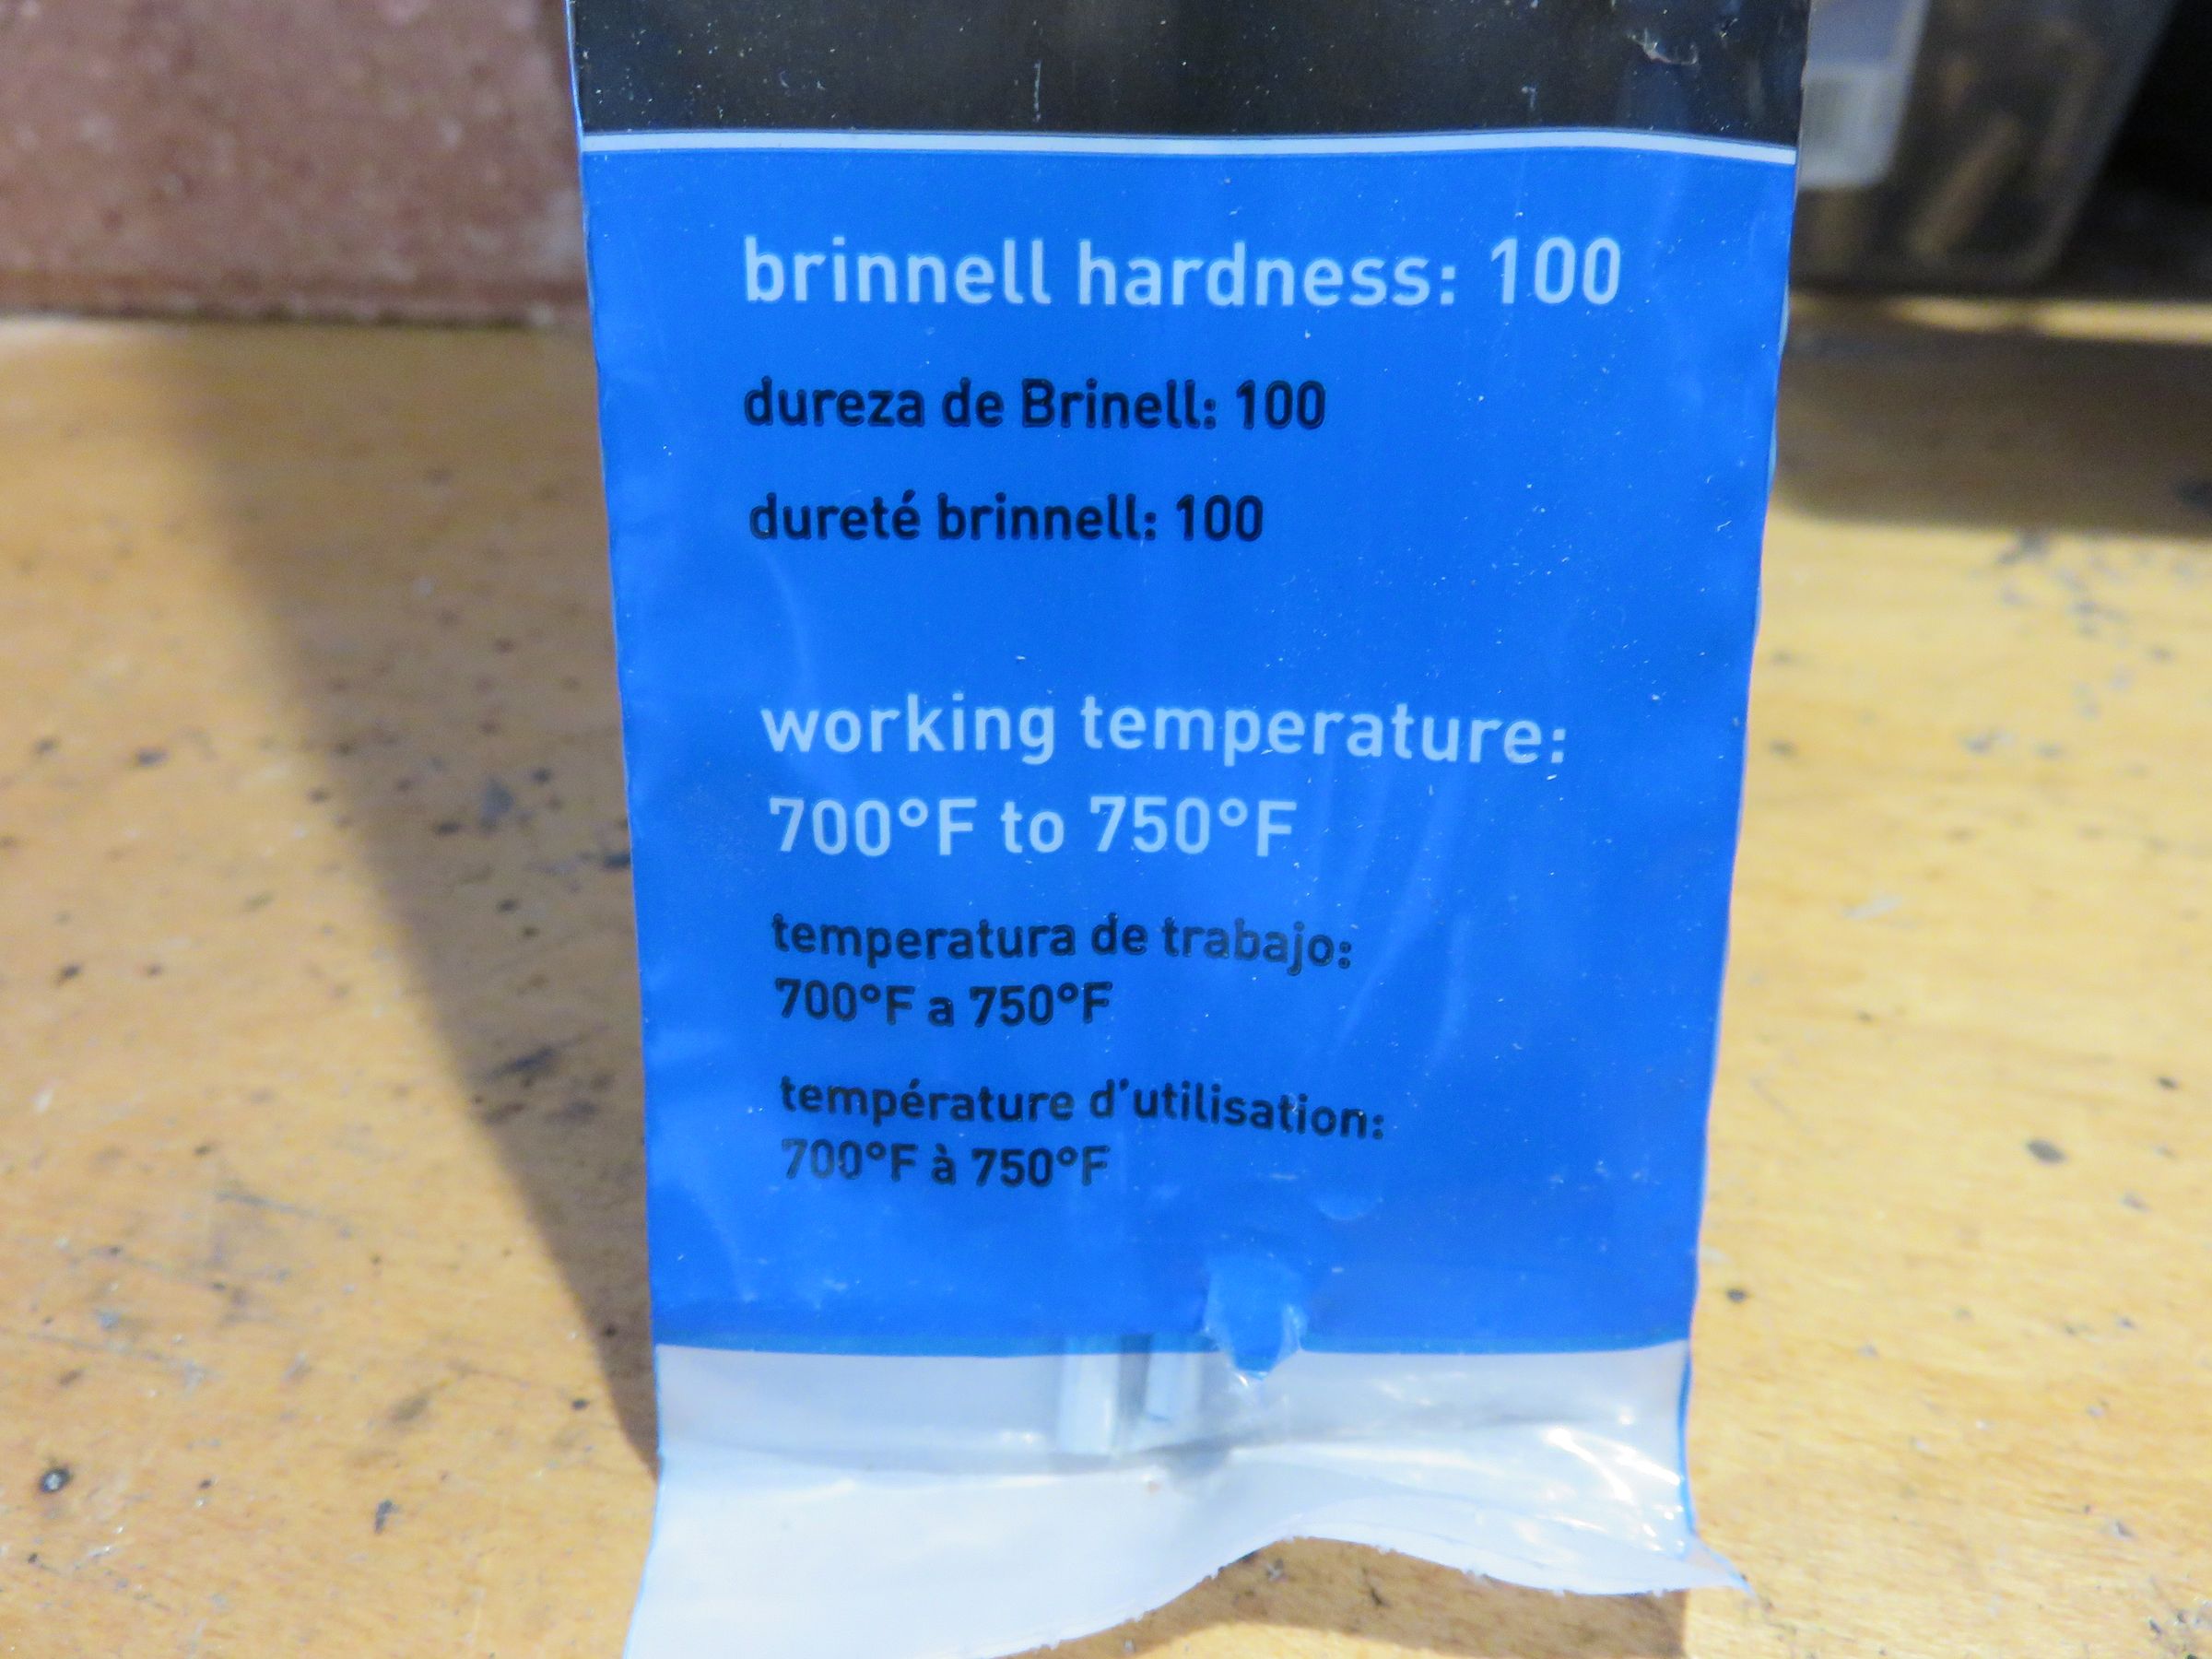 brinnell hardness: 100
dureza de Brinell: 100
dureté brinnell: 100
working temperature:
700°F to 750°F
temperatura de trabajo:
700°F a 750°F
température d'utilisation:
700°F à 750°F